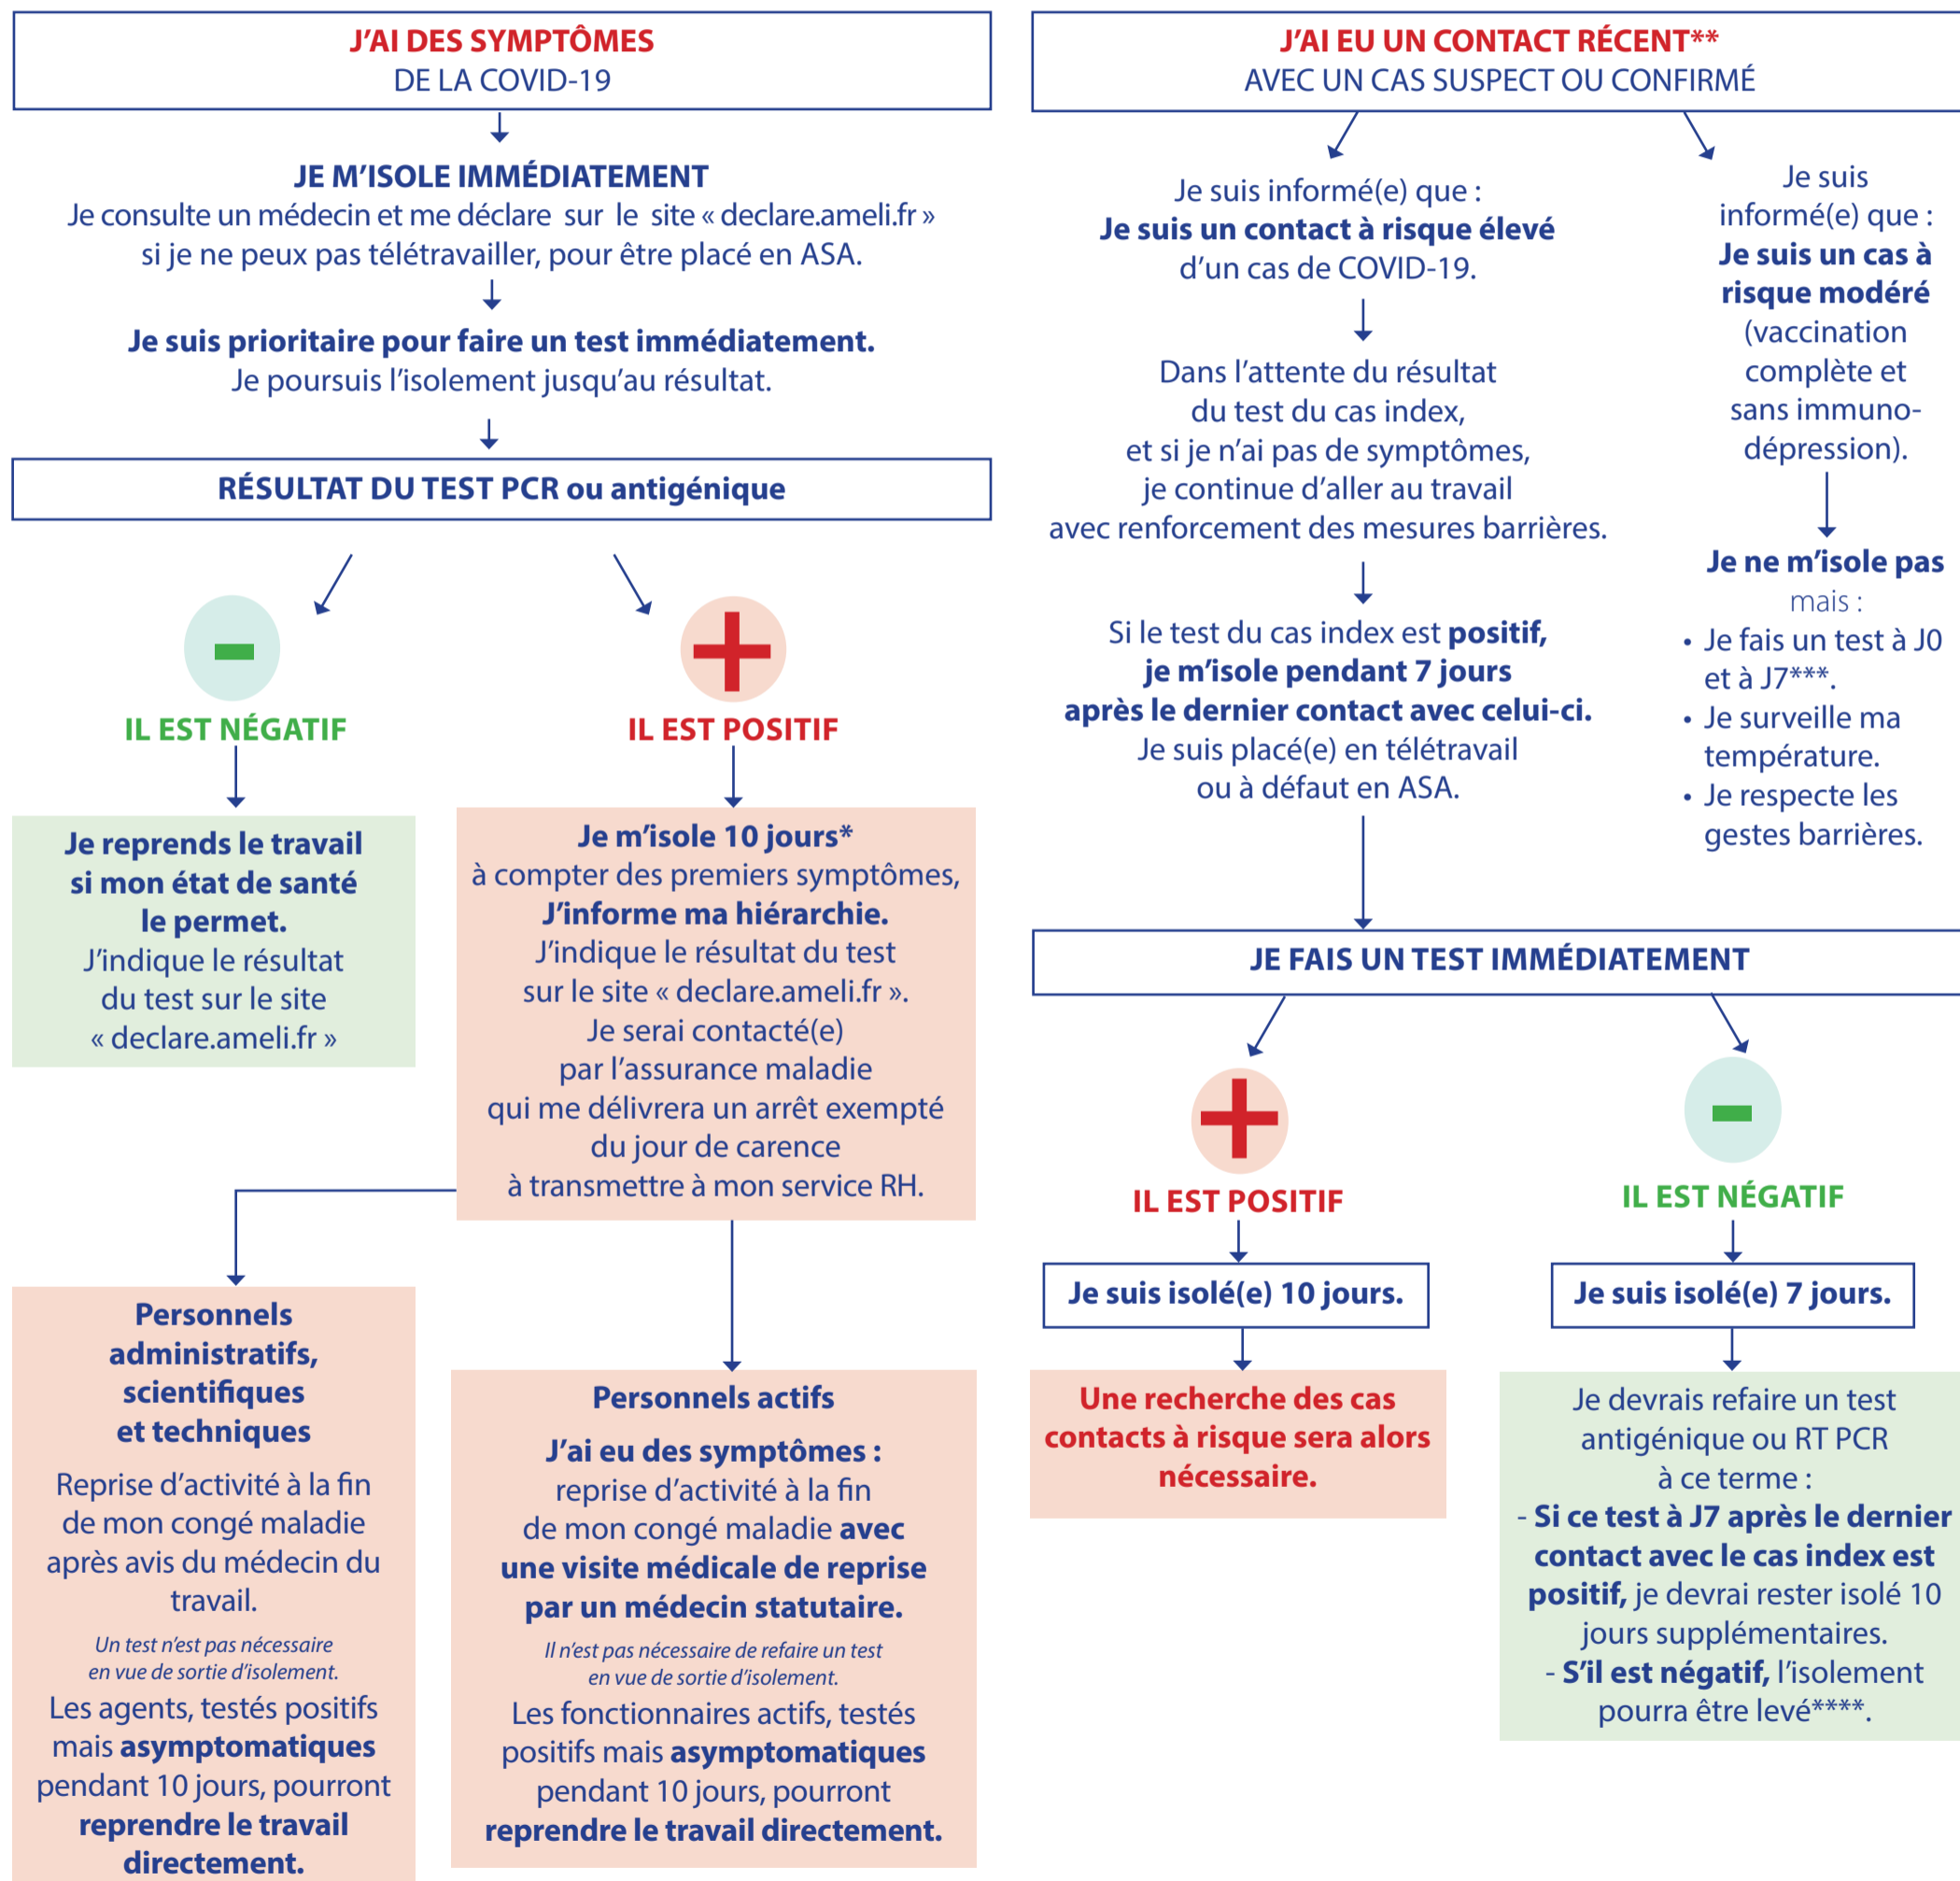 J'AI DES SYMPTÔMES
DE LA COVID-19
JE M'ISOLE IMMÉDIATEMENT
Je consulte un médecin et me déclare sur le site « declare.ameli.fr »
si je ne peux pas télétravailler, pour être placé en ASA.
Je suis prioritaire pour faire un test immédiatement.
Je poursuis l'isolement jusqu'au résultat.
RÉSULTAT DU TEST PCR ou antigénique
IL EST NÉGATIF
Je reprends le travail
si mon état de santé
le permet.
J'indique le résultat
du test sur le site
« declare.ameli.fr »
IL EST POSITIF
Je m'isole 10 jours*
à compter des premiers symptômes,
J'informe ma hiérarchie.
J'indique le résultat du test
sur le site « declare.ameli.fr ».
Je serai contacté(e)
par l'assurance maladie
qui me délivrera un arrêt exempté
du jour de carence
à transmettre à mon service RH.
Personnels
administratifs,
scientifiques
et techniques
Reprise d'activité à la fin
de mon congé maladie
après avis du médecin du
travail.
Un test n'est pas nécessaire
en vue de sortie d'isolement.
Les agents, testés positifs
mais asymptomatiques
pendant 10 jours, pourront
reprendre le travail
directement.
Personnels actifs
J'ai eu des symptômes :
reprise d'activité à la fin
de mon congé maladie avec
une visite médicale de reprise
par un médecin statutaire.
Il n'est pas nécessaire de refaire un test
en vue de sortie d'isolement.
Les fonctionnaires actifs, testés
positifs mais asymptomatiques
pendant 10 jours, pourront
reprendre le travail directement.
J'AI EU UN CONTACT RÉCENT**
AVEC UN CAS SUSPECT OU CONFIRMÉ
Je suis informé(e) que :
Je suis un contact à risque élevé
d'un cas de COVID-19.
Dans l'attente du résultat
du test du cas index,
et si je n'ai pas de symptômes,
je continue d'aller au travail
avec renforcement des mesures barrières.
Si le test du cas index est positif,
je m'isole pendant 7 jours
après le dernier contact avec celui-ci.
Je suis placé(e) en télétravail
ou à défaut en ASA.
Je suis
informé(e) que :
Je suis un cas à
risque modéré
(vaccination
complète et
sans immuno-
dépression).
Je ne m'isole pas
mais :
• Je fais un test à J0
et à J7***.
• Je surveille ma
température.
• Je respecte les
gestes barrières.
JE FAIS UN TEST IMMÉDIATEMENT
IL EST POSITIF
Je suis isolé(e) 10 jours.
Une recherche des cas
contacts à risque sera alors
nécessaire.
IL EST NÉGATIF
Je suis isolé(e) 7 jours.
Je devrais refaire un test
antigénique ou RT PCR
à ce terme :
- Si ce test à J7 après le dernier
contact avec le cas index est
positif, je devrai rester isolé 10
jours supplémentaires.
- S'il est négatif, l'isolement
pourra être levé****.